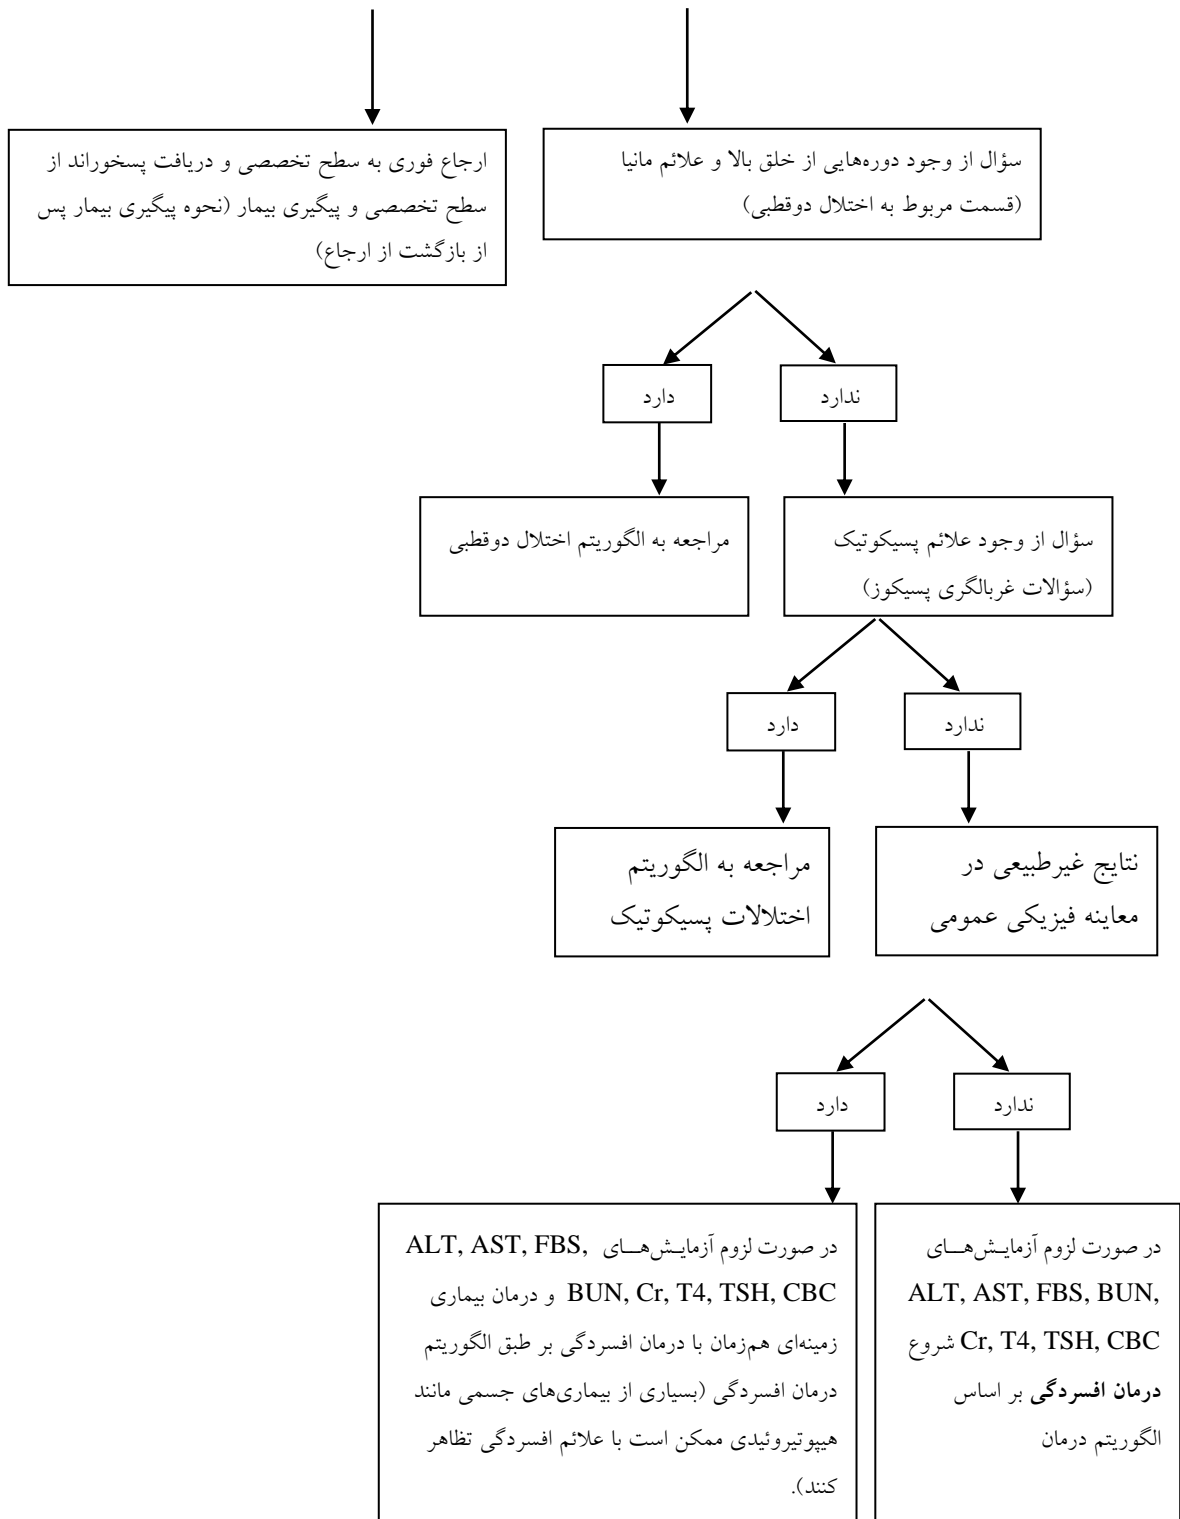 سؤال از وجود دوره‌هایی از خلق بالا و علائم مانیا
(قسمت مربوط به اختلال دوقطبی)
ارجاع فوری به سطح تخصصی و دریافت پسخوراند از
سطح تخصصی و پیگیری بیمار (نحوه پیگیری بیمار پس
از بازگشت از ارجاع)
ندارد
دارد
سؤال از وجود علائم پسیکوتیک
(سؤالات غربالگری پسیکوز)
مراجعه به الگوریتم اختلال دوقطبی
ندارد
دارد
نتایج غیرطبیعی در
معاینه فیزیکی عمومی
مراجعه به الگوریتم
اختلالات پسیکوتیک
ندارد
دارد
در صورت لزوم آزمایـش‌هــای
ALT, AST, FBS, BUN,
Cr, T4, TSH, CBC شروع
درمان افسردگی بر اساس
الگوریتم درمان
در صورت لزوم آزمایـش‌هــای ALT, AST, FBS,
BUN, Cr, T4, TSH, CBC و درمان بیماری
زمینه‌ای هم‌زمان با درمان افسردگی بر طبق الگوریتم
درمان افسردگی (بسیاری از بیماری‌های جسمی مانند
هیپوتیروئیدی ممکن است با علائم افسردگی تظاهر
کنند).